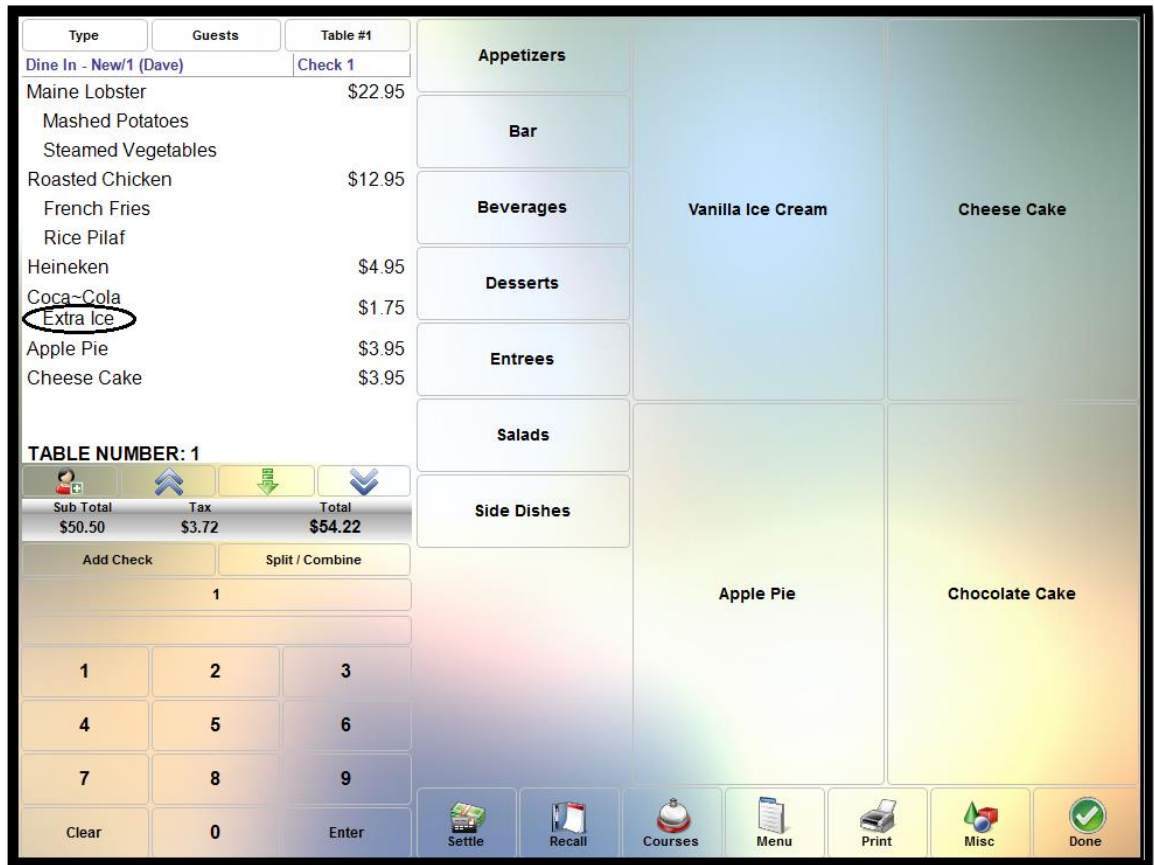 Type Guests Table #1
Dine In - New/1 (Dave) Check 1
Maine Lobster $22.95
Mashed Potatoes
Steamed Vegetables
Roasted Chicken $12.95
French Fries
Rice Pilaf
Heineken $4.95
Coca~Cola
Extra Ice $1.75
Apple Pie $3.95
Cheese Cake $3.95
TABLE NUMBER: 1
Sub Total Tax Total
$50.50 $3.72 $54.22
Add Check Split / Combine
1
1 2 3
4 5 6
7 8 9
Clear 0 Enter
Appetizers
Bar
Beverages
Desserts
Entrees
Salads
Side Dishes
Vanilla Ice Cream Cheese Cake
Apple Pie Chocolate Cake
Settle Recall Courses Menu Print Misc Done